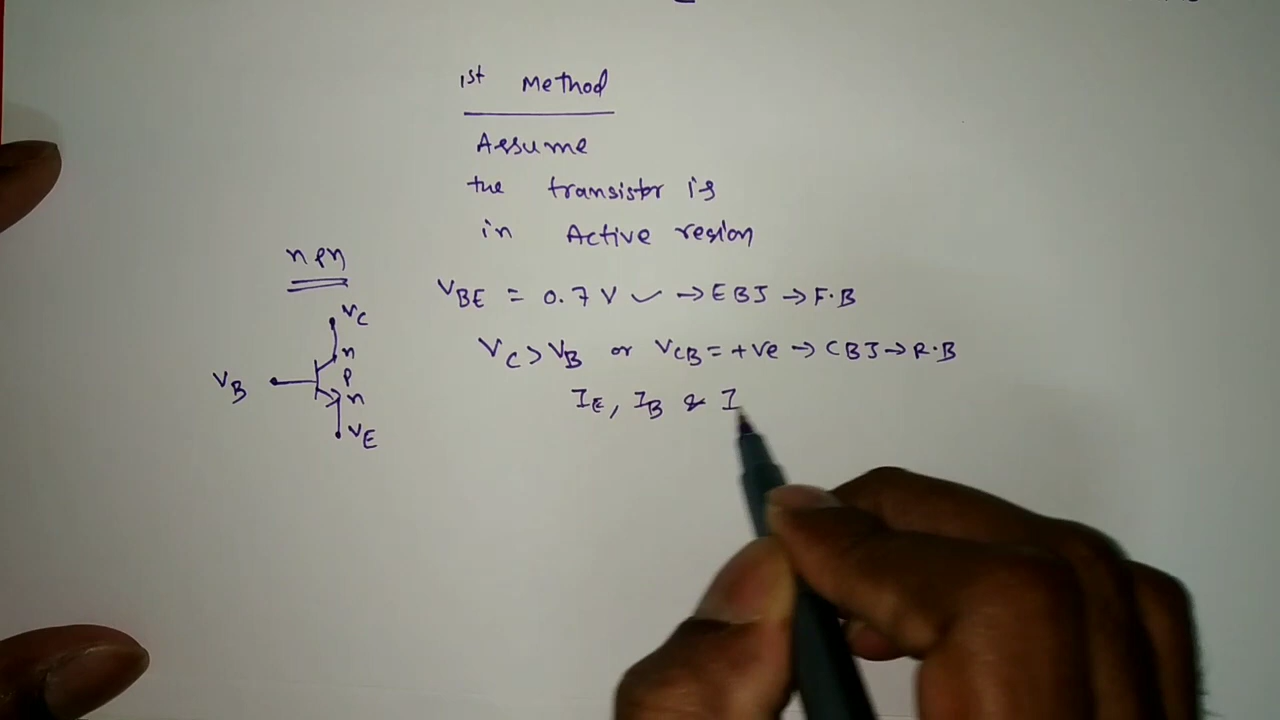 1st Method
Assume
the transistor is
in Active region
npn
VBE = 0.7 V ✓ → EBJ → F.B
VC > VB or VCB = +ve → CBJ → R.B
IE, IB & I
VC
n
p
n
VB
VE